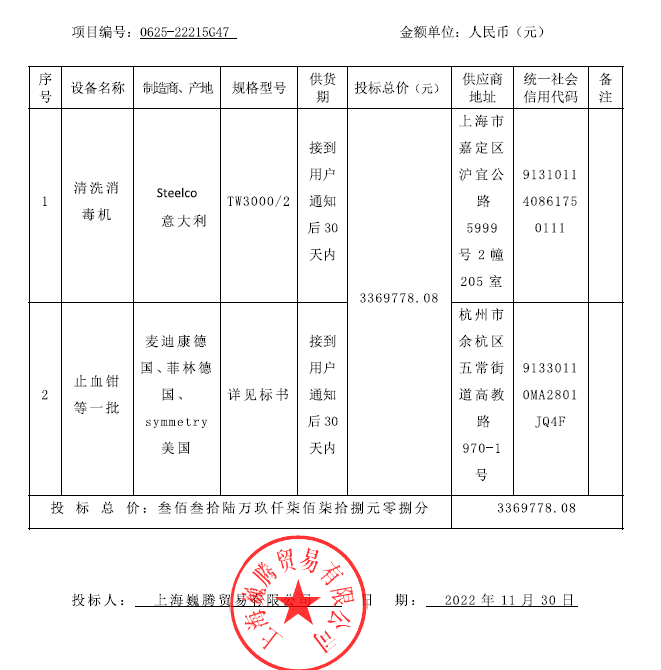 项目编号：0625-22215G47 金额单位：人民币（元）
序号 设备名称 制造商、产地 规格型号 供货期 投标总价（元） 供应商地址 统一社会信用代码 备注
1 清洗消毒机 Steelco 意大利 TW3000/2 接到用户通知后30天内 3369778.08 上海市嘉定区沪宜公路5999号2幢205室 91310114086175​0111
2 止血钳等一批 麦迪康德国、菲林德国、symmetry美国 详见标书 接到用户通知后30天内 杭州市余杭区五常街道高教路970-1号 91330110MA2801JQ4F
投标总价：叁佰叁拾陆万玖仟柒佰柒拾捌元零捌分 3369778.08
投标人：上海巍腾贸易有限公司 日期：2022年11月30日
上海巍腾贸易有限公司